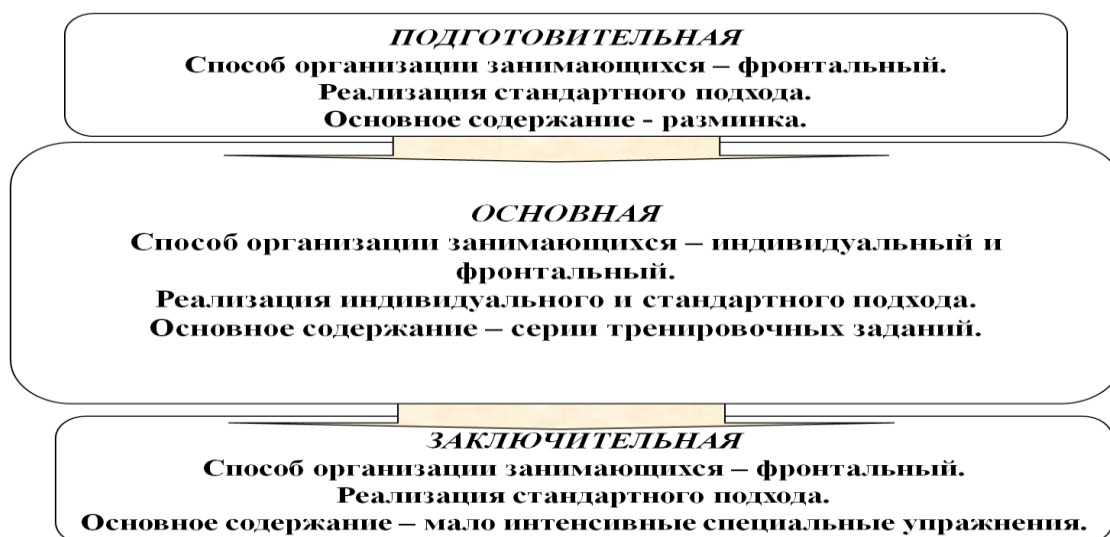 ПОДГОТОВИТЕЛЬНАЯ
Способ организации занимающихся – фронтальный.
Реализация стандартного подхода.
Основное содержание - разминка.
ОСНОВНАЯ
Способ организации занимающихся – индивидуальный и
фронтальный.
Реализация индивидуального и стандартного подхода.
Основное содержание – серии тренировочных заданий.
ЗАКЛЮЧИТЕЛЬНАЯ
Способ организации занимающихся – фронтальный.
Реализация стандартного подхода.
Основное содержание – мало интенсивные специальные упражнения.